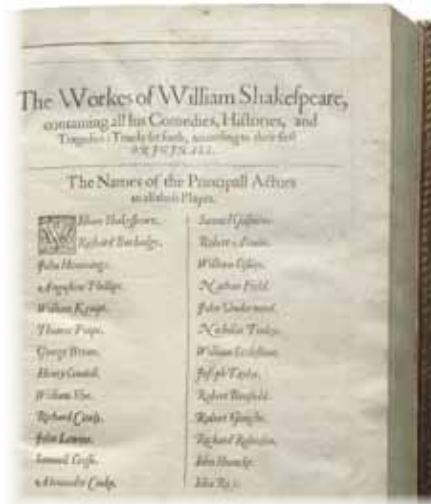 The Workes of William Shakeſpeare,
containing all his Comedies, Hiſtories, and
Tragedies: Truely ſet forth, according to their firſt
ORJGJNALL.
The Names of the Principall Actors
in all theſe Playes.
William Shakeſpeare.
Richard Burbadge.
John Hemmings.
Auguſtine Phillips.
William Kempt.
Thomas Poope.
George Bryan.
Henry Condell.
William Slye.
Richard Cowly.
John Lowine.
Samuell Croſſe.
Alexander Cooke.
Samuel Gilburne.
Robert Armin.
William Oſtler.
Nathan Field.
John Underwood.
Nicholas Tooley.
William Eccleſtone.
Joſeph Taylor.
Robert Benfield.
Robert Goughe.
Richard Robinſon.
John Shancke.
John Rice.